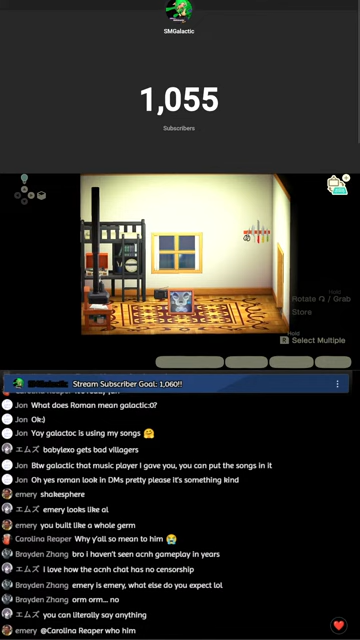 SMGalactic
1,055
Subscribers
Hold
Rotate / Grab
Store
Hold
R Select Multiple
SMGalactic Stream Subscriber Goal: 1,060!!
Jon What does Roman mean galactic:0?
Jon Ok:)
Jon Yay galactoc is using my songs 🤗
エムズ babylexa gets bad villagers
Jon Btw galactic that music player I gave you, you can put the songs in it
Jon Oh yes roman look in DMs pretty please it's something kind
emery shakesphere
エムズ emery looks like al
emery you built like a whole germ
Carolina Reaper Why y'all so mean to him 😭
Brayden Zhang bro i haven't seen acnh gameplay in years
エムズ I love how the acnh chat has no censorship
Brayden Zhang emery is emery, what else do you expect lol
Brayden Zhang orm orm... no
エムズ you can literally say anything
emery @Carolina Reaper who him